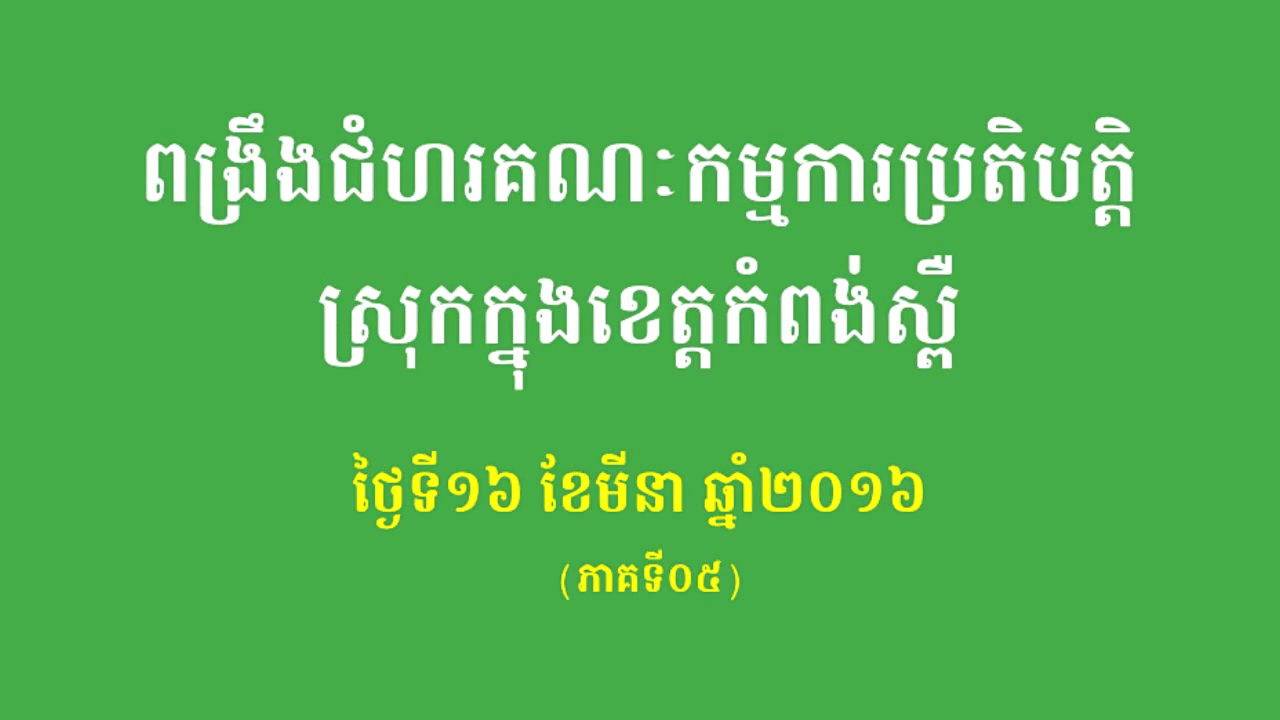 ពង្រឹងជំហរគណៈកម្មការប្រតិបត្តិ
ស្រុកក្នុងខេត្តកំពង់ស្ពឺ
ថ្ងៃទី១៦ ខែមីនា ឆ្នាំ២០១៦
(ភាគទី០៥)